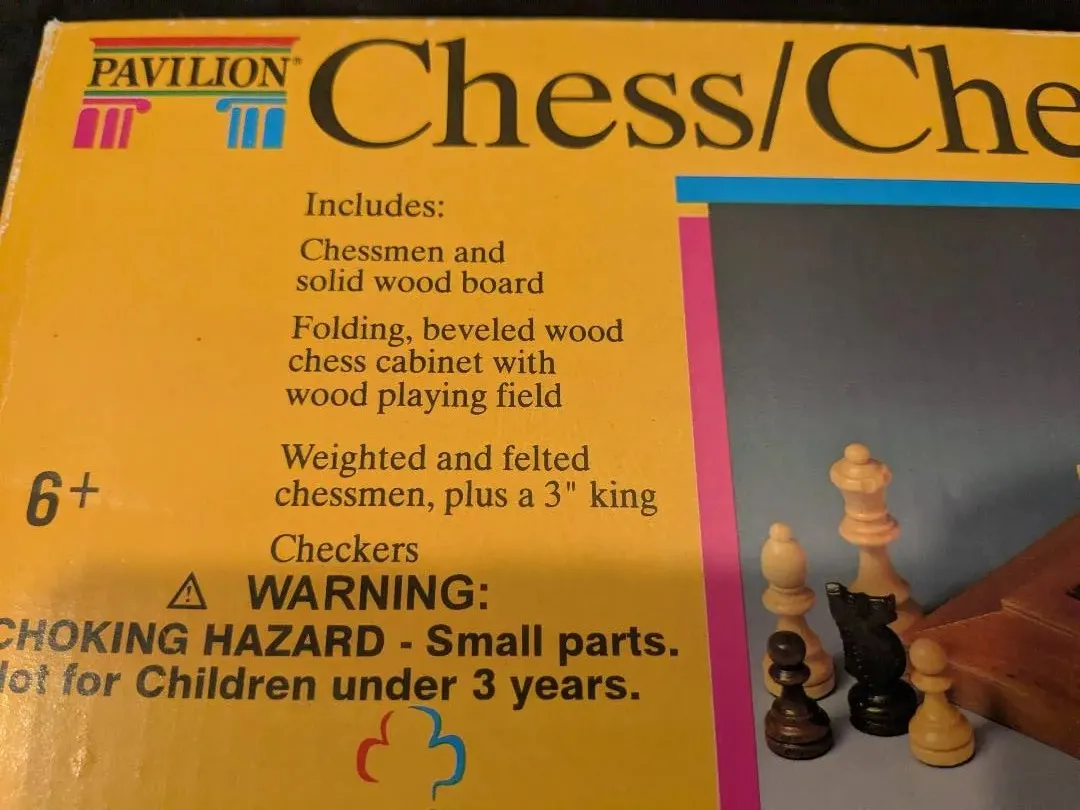 PAVILION®
Chess/Che
Includes:
Chessmen and
solid wood board
Folding, beveled wood
chess cabinet with
wood playing field
Weighted and felted
chessmen, plus a 3" king
6+
Checkers
⚠ WARNING:
CHOKING HAZARD - Small parts.
Not for Children under 3 years.